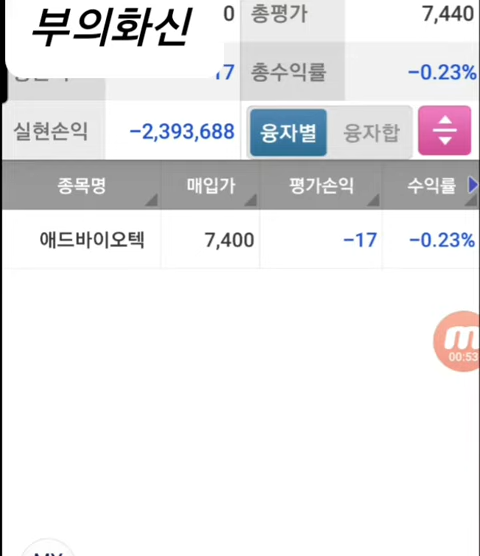 부의화신
0 총평가 7,440
17 총수익률 −0.23%
실현손익 −2,393,688 융자별 융자합
종목명 매입가 평가손익 수익률
애드바이오텍 7,400 −17 −0.23%
00:53